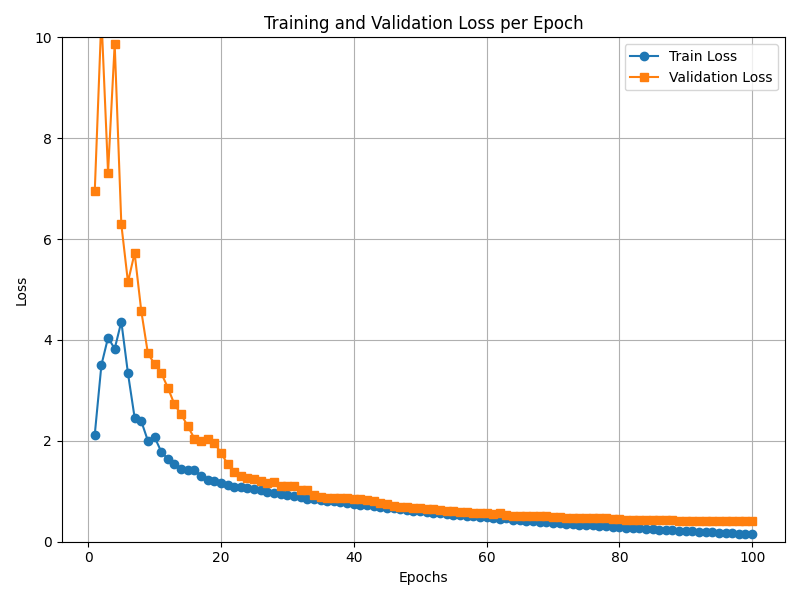 Training and Validation Loss per Epoch
10
8
6
4
2
0
Loss
Train Loss
Validation Loss
0 20 40 60 80 100
Epochs